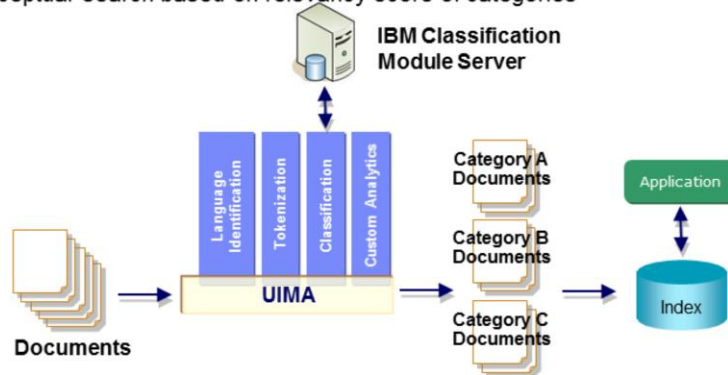 ceptual search based on relevancy score of categories
IBM Classification
Module Server
Language
Identification
Tokenization
Classification
Custom Analytics
UIMA
Documents
Category A
Documents
Category B
Documents
Category C
Documents
Application
Index